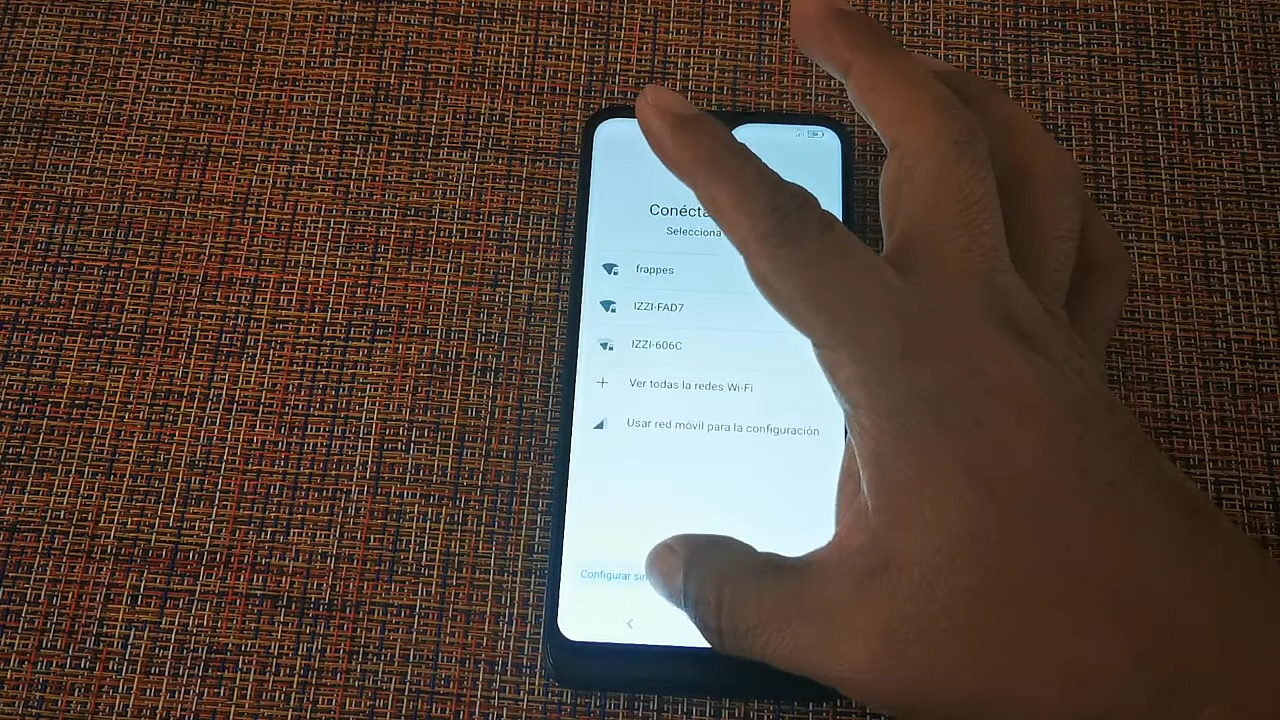 Conécta
Selecciona
frappes
IZZI-FAD7
IZZI-606C
Ver todas la redes Wi-Fi
Usar red móvil para la configuración
Configurar sin